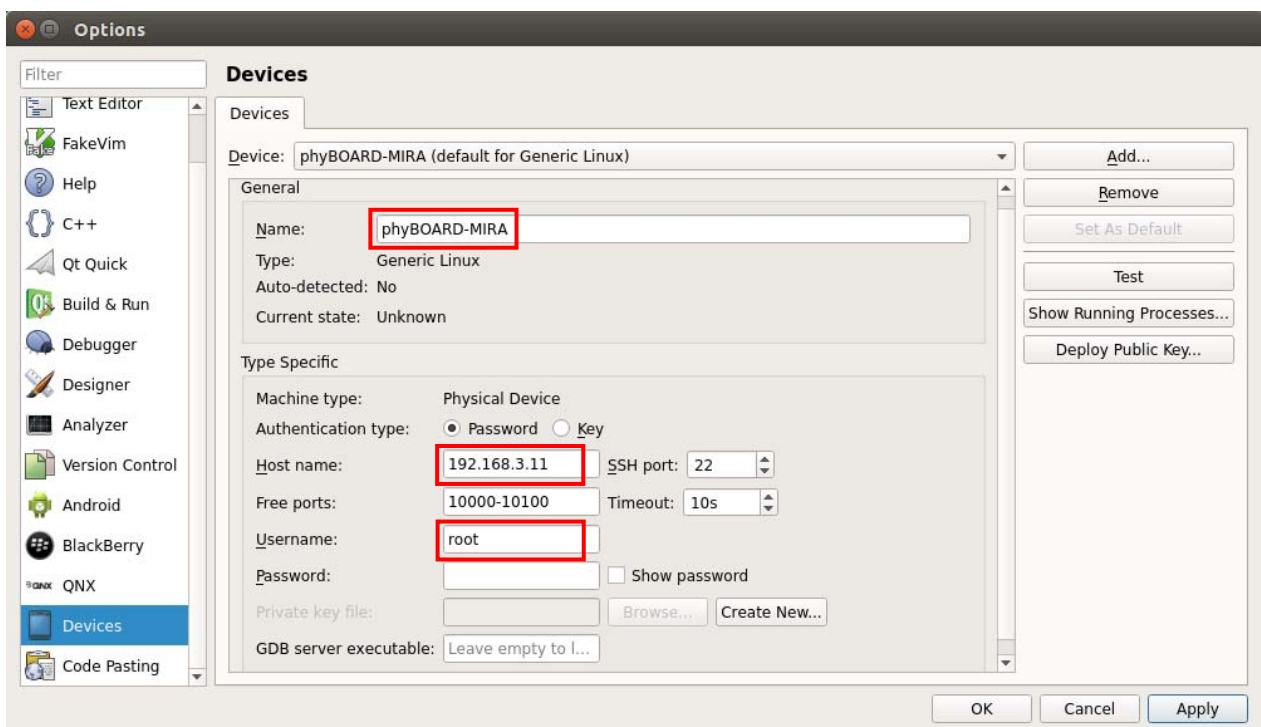 Options
Filter
Text Editor
FakeVim
Help
C++
Qt Quick
Build & Run
Debugger
Designer
Analyzer
Version Control
Android
BlackBerry
QNX QNX
Devices
Code Pasting
Devices
Devices
Device: phyBOARD-MIRA (default for Generic Linux)
General
Name: phyBOARD-MIRA
Type: Generic Linux
Auto-detected: No
Current state: Unknown
Type Specific
Machine type: Physical Device
Authentication type: Password Key
Host name: 192.168.3.11 SSH port: 22
Free ports: 10000-10100 Timeout: 10s
Username: root
Password: Show password
Private key file: Browse... Create New...
GDB server executable: Leave empty to l...
Add...
Remove
Set As Default
Test
Show Running Processes...
Deploy Public Key...
OK Cancel Apply